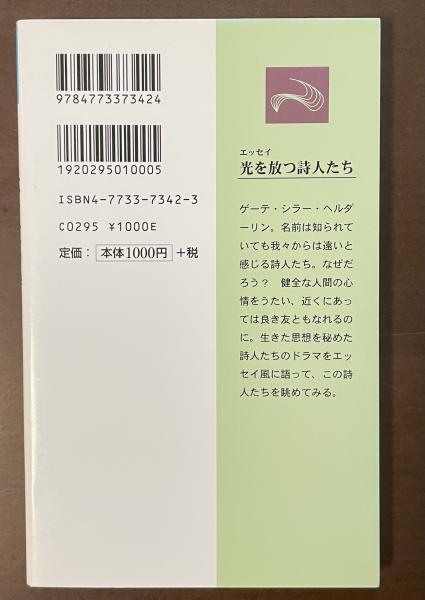 9784773373424
1920295010005
ISBN4-7733-7342-3
C0295 ¥1000E
定価：本体1000円＋税
エッセイ
光を放つ詩人たち
ゲーテ・シラー・ヘルダ
ーリン。名前は知られて
いても我々からは遠いと
感じる詩人たち。なぜだ
ろう？　健全な人間の心
情をうたい、近くにあっ
ては良き友ともなれるの
に。生きた思想を秘めた
詩人たちのドラマをエッ
セイ風に語って、この詩
人たちを眺めてみる。